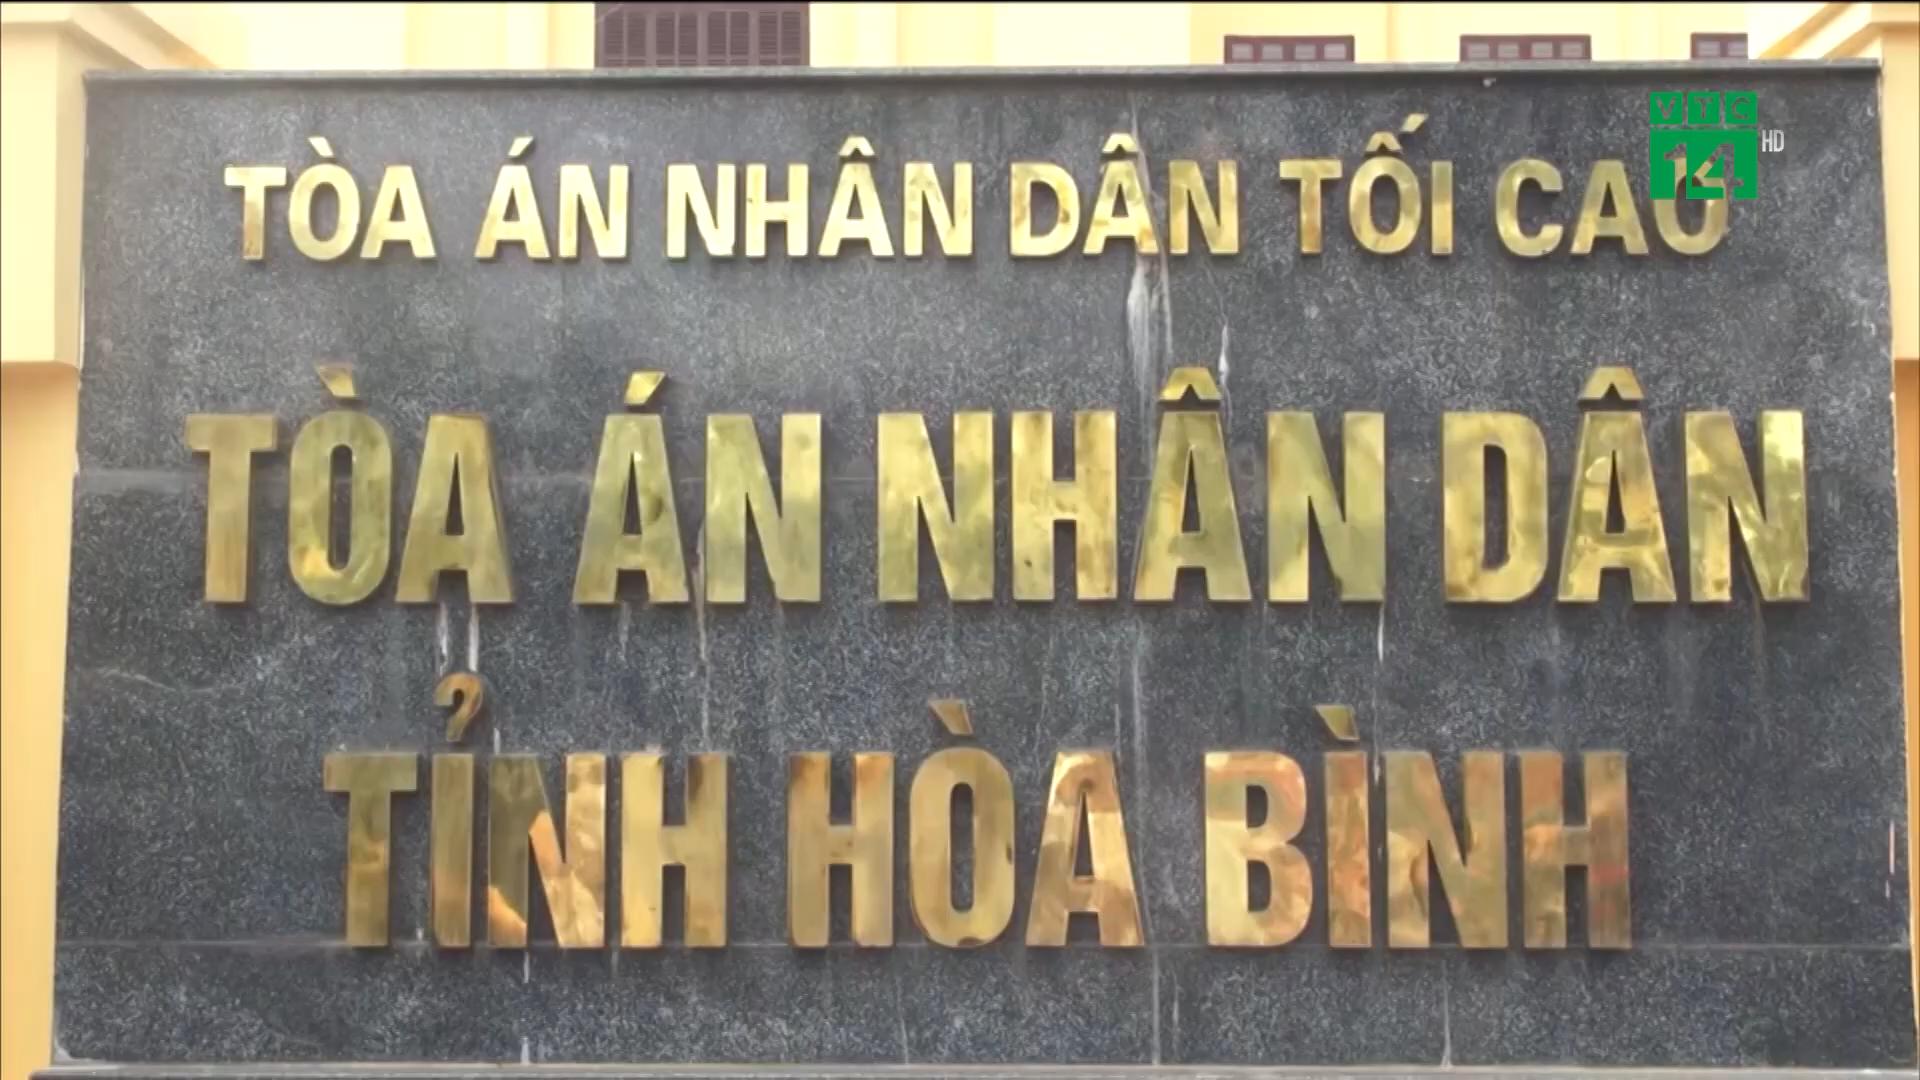 TÒA ÁN NHÂN DÂN TỐI CAO
VTC
14 HD
TÒA ÁN NHÂN DÂN
TỈNH HÒA BÌNH